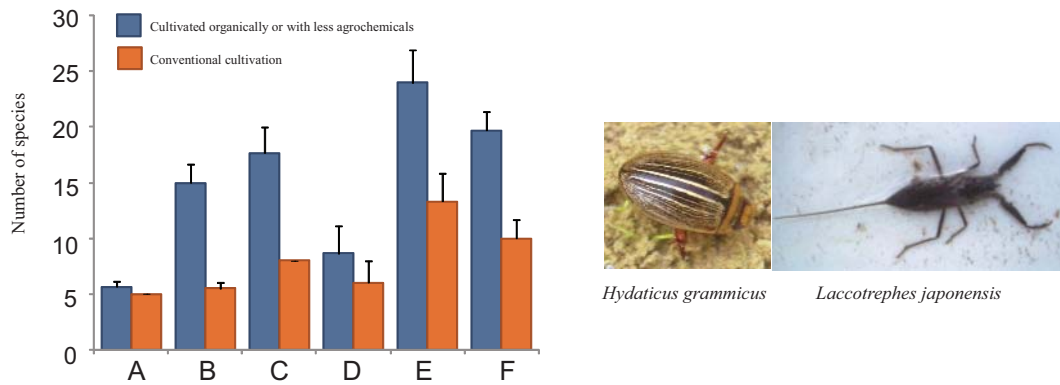 30
25
20
15
10
5
0
Number of species
Cultivated organically or with less agrochemicals
Conventional cultivation
A B C D E F
Hydaticus grammicus
Laccotrephes japonensis